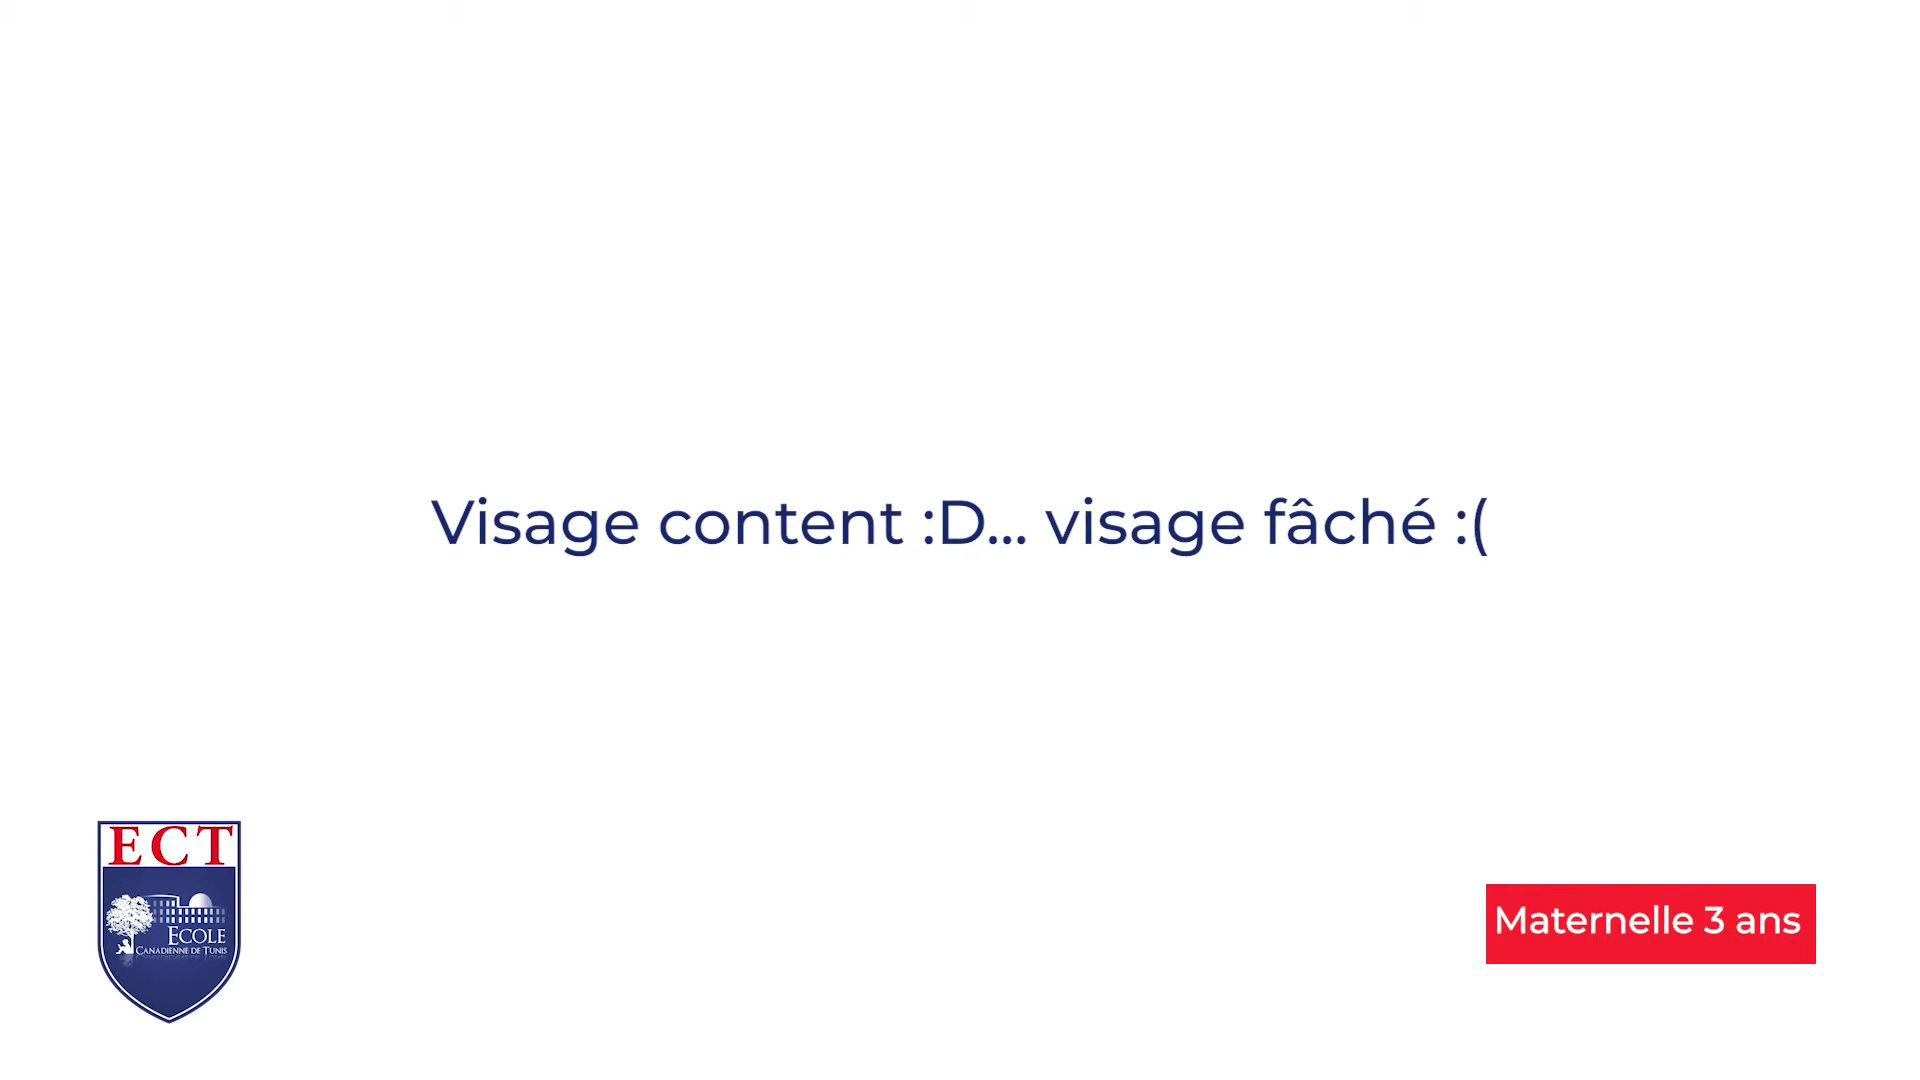 Visage content :D... visage fâché :(
ECT
ECOLE
CANADIENNE DE TUNIS
Maternelle 3 ans